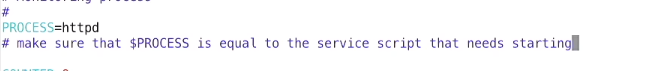 #
PROCESS=httpd
# make sure that $PROCESS is equal to the service script that needs starting